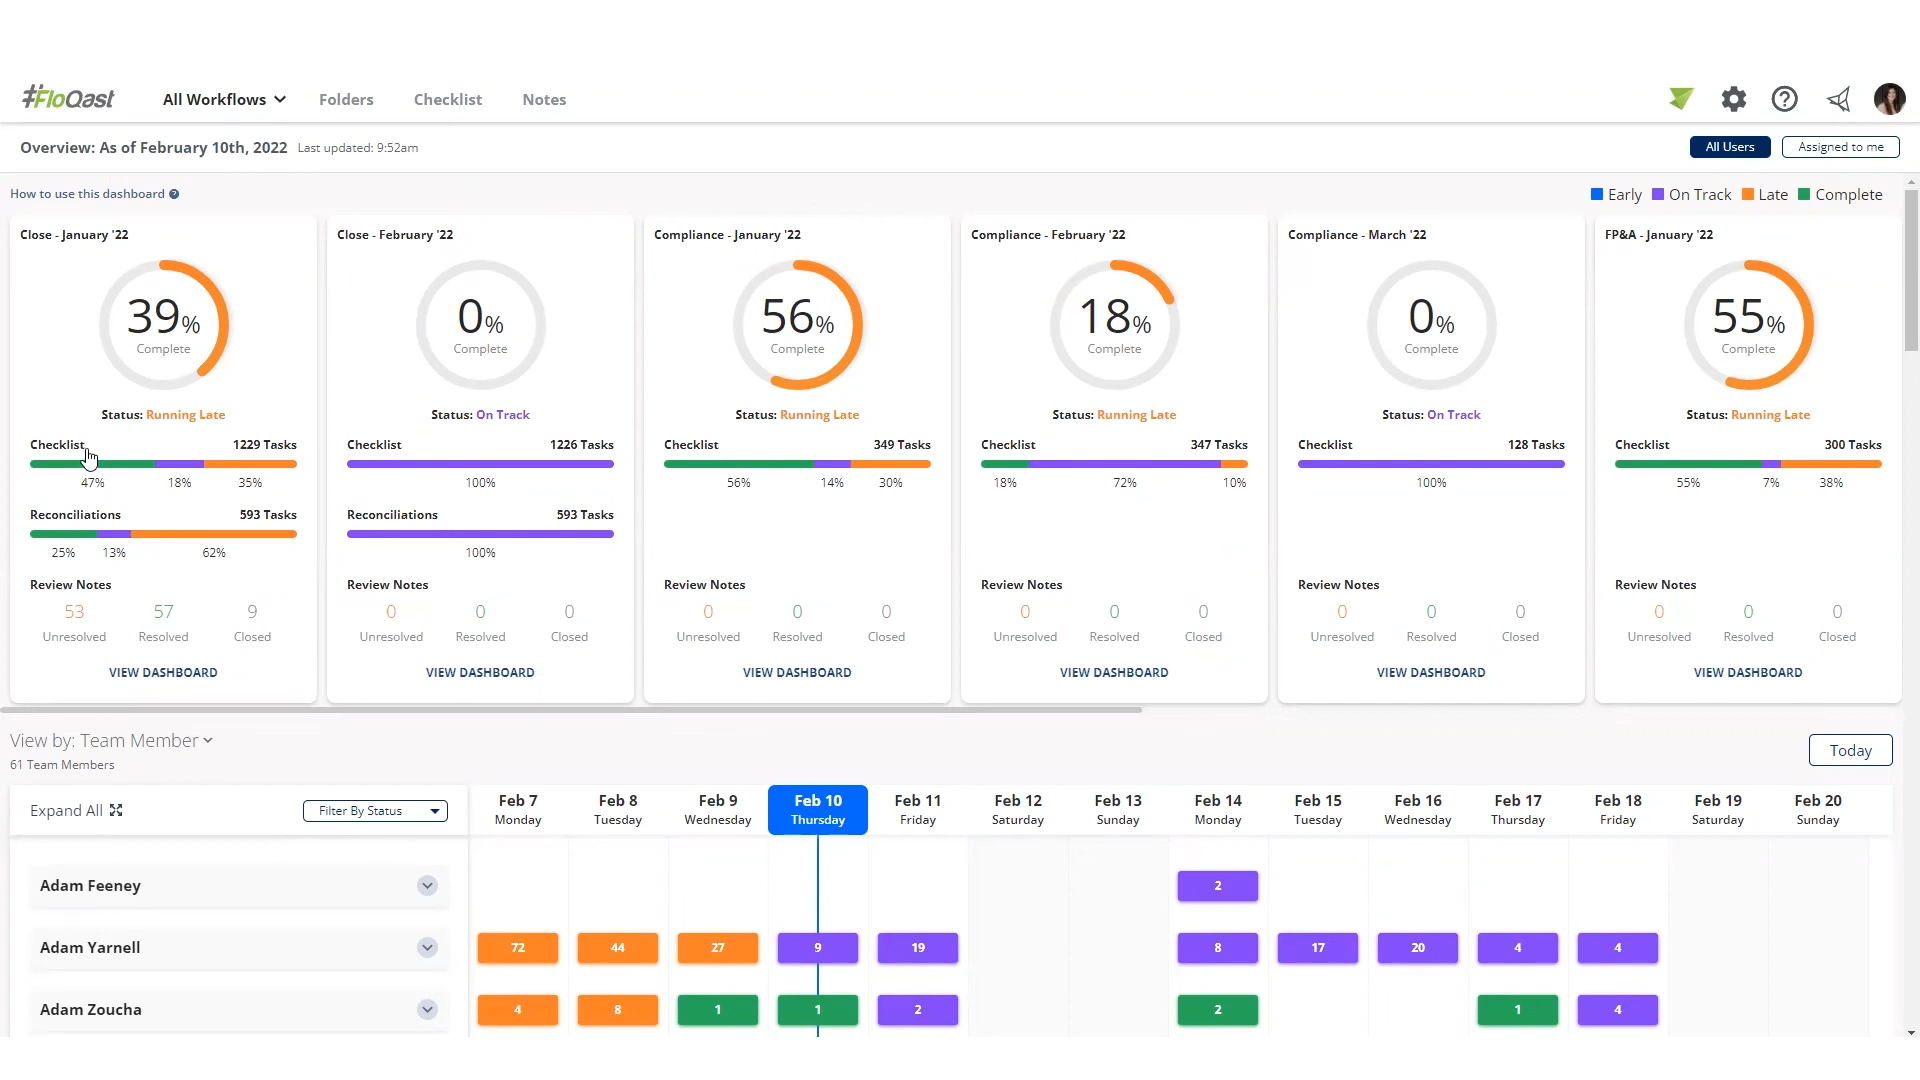 FloQast All Workflows Folders Checklist Notes
Overview: As of February 10th, 2022 Last updated: 9:52am All Users Assigned to me
How to use this dashboard Early On Track Late Complete
Close - January '22
39%
Complete
Status: Running Late
Checklist 1229 Tasks
47% 18% 35%
Reconciliations 593 Tasks
25% 13% 62%
Review Notes
53 57 9
Unresolved Resolved Closed
VIEW DASHBOARD
Close - February '22
0%
Complete
Status: On Track
Checklist 1226 Tasks
100%
Reconciliations 593 Tasks
100%
Review Notes
0 0 0
Unresolved Resolved Closed
VIEW DASHBOARD
Compliance - January '22
56%
Complete
Status: Running Late
Checklist 349 Tasks
56% 14% 30%
Review Notes
0 0 0
Unresolved Resolved Closed
VIEW DASHBOARD
Compliance - February '22
18%
Complete
Status: Running Late
Checklist 347 Tasks
18% 72% 10%
Review Notes
0 0 0
Unresolved Resolved Closed
VIEW DASHBOARD
Compliance - March '22
0%
Complete
Status: On Track
Checklist 128 Tasks
100%
Review Notes
0 0 0
Unresolved Resolved Closed
VIEW DASHBOARD
FP&A - January '22
55%
Complete
Status: Running Late
Checklist 300 Tasks
55% 7% 38%
Review Notes
0 0 0
Unresolved Resolved Closed
VIEW DASHBOARD
View by: Team Member
61 Team Members
Today
Expand All Filter By Status
Feb 7 Feb 8 Feb 9 Feb 10 Feb 11 Feb 12 Feb 13 Feb 14 Feb 15 Feb 16 Feb 17 Feb 18 Feb 19 Feb 20
Monday Tuesday Wednesday Thursday Friday Saturday Sunday Monday Tuesday Wednesday Thursday Friday Saturday Sunday
Adam Feeney 2
Adam Yarnell 72 44 27 9 19 8 17 20 4 4
Adam Zoucha 4 8 1 1 2 2 1 4